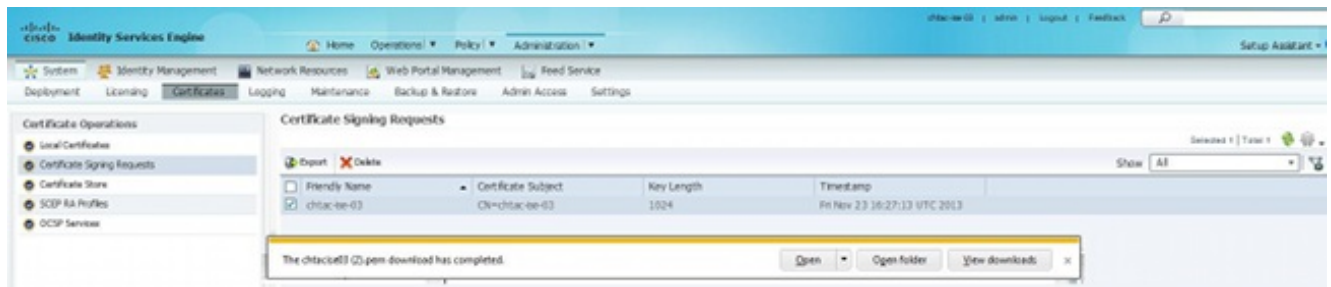 chtac-ise-03 | admin | Logout | Feedback
CISCO Identity Services Engine
Home Operations Policy Administration
Setup Assistant
System Identity Management Network Resources Web Portal Management Feed Service
Deployment Licensing Certificates Logging Maintenance Backup & Restore Admin Access Settings
Certificate Operations
Local Certificates
Certificate Signing Requests
Certificate Store
SCEP RA Profiles
OCSP Services
Certificate Signing Requests
Selected 1 | Total 1
Export Delete
Show All
Friendly Name Certificate Subject Key Length Timestamp
chtac-ise-03 CN=chtac-ise-03 1024 Fri Nov 23 16:27:13 UTC 2013
The chtacise03 (2).pem download has completed.
Open Open folder View downloads ×